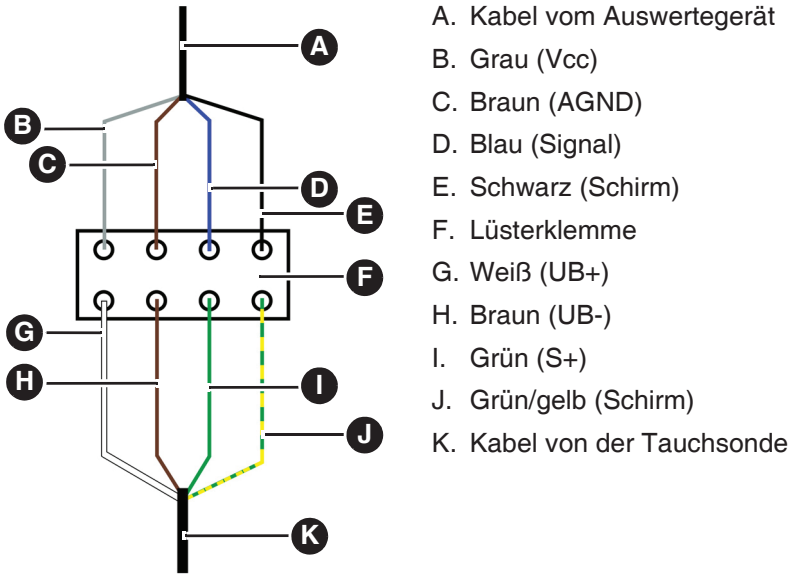 A
B
C
D
E
F
G
H
I
J
K
A. Kabel vom Auswertegerät
B. Grau (Vcc)
C. Braun (AGND)
D. Blau (Signal)
E. Schwarz (Schirm)
F. Lüsterklemme
G. Weiß (UB+)
H. Braun (UB-)
I. Grün (S+)
J. Grün/gelb (Schirm)
K. Kabel von der Tauchsonde